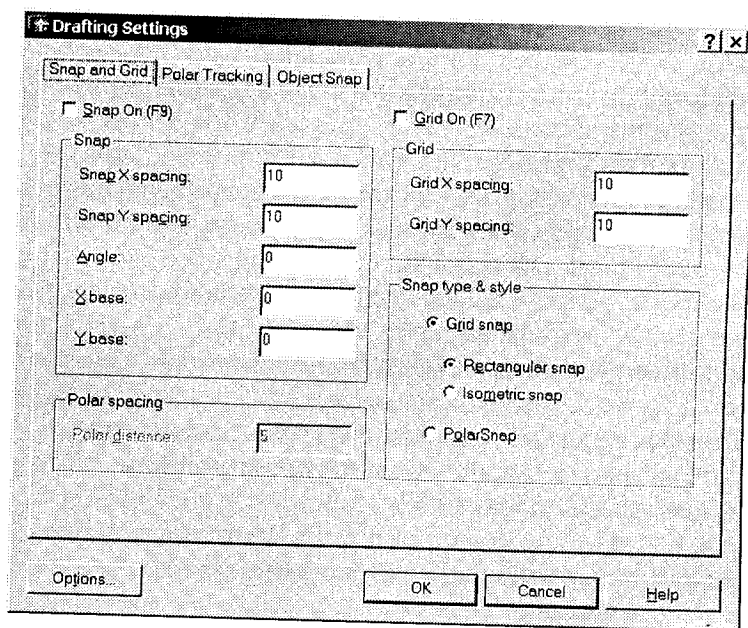 Drafting Settings
? ×
Snap and Grid Polar Tracking Object Snap
Snap On (F9)
Snap
Snap X spacing: 10
Snap Y spacing: 10
Angle: 0
X base: 0
Y base: 0
Polar spacing
Polar distance: 5
Grid On (F7)
Grid
Grid X spacing: 10
Grid Y spacing: 10
Snap type & style
Grid snap
Rectangular snap
Isometric snap
PolarSnap
Options...
OK Cancel Help